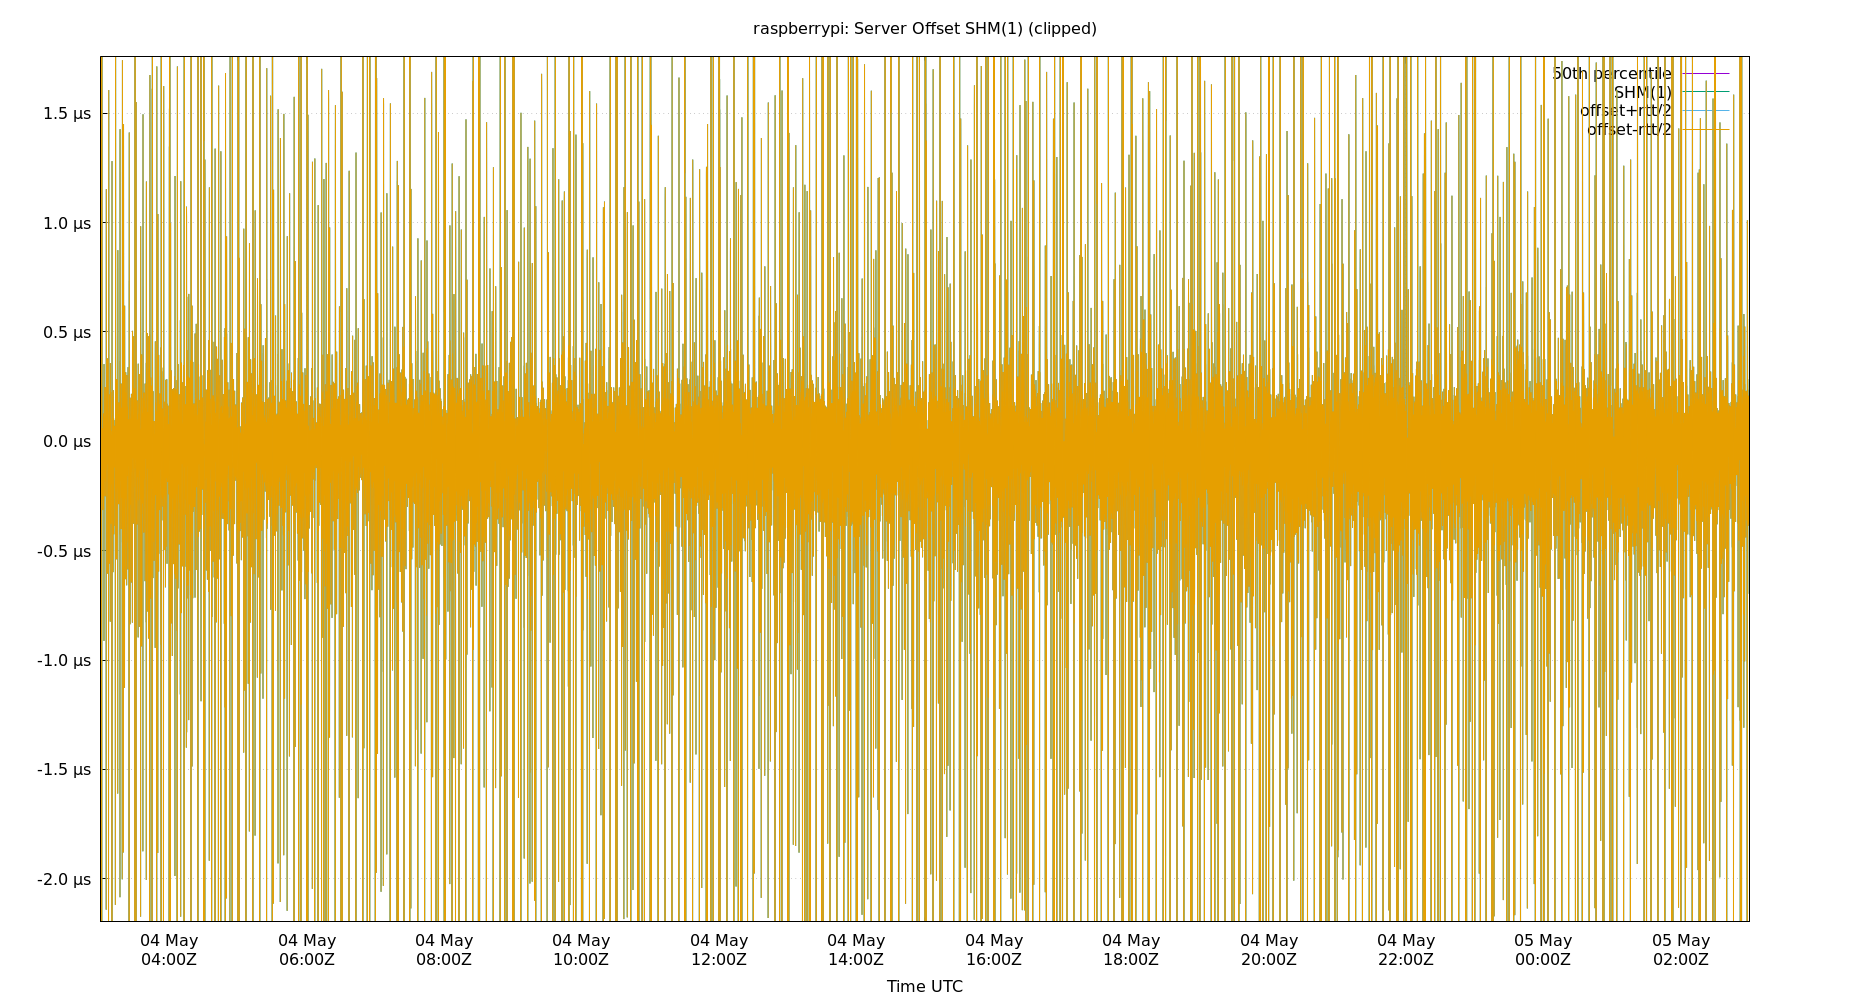 raspberrypi: Server Offset SHM(1) (clipped)
50th percentile
SHM(1)
offset+rtt/2
offset-rtt/2
1.5 µs
1.0 µs
0.5 µs
0.0 µs
-0.5 µs
-1.0 µs
-1.5 µs
-2.0 µs
04 May 04 May 04 May 04 May 04 May 04 May 04 May 04 May 04 May 04 May 05 May 05 May
04:00Z 06:00Z 08:00Z 10:00Z 12:00Z 14:00Z 16:00Z 18:00Z 20:00Z 22:00Z 00:00Z 02:00Z
Time UTC